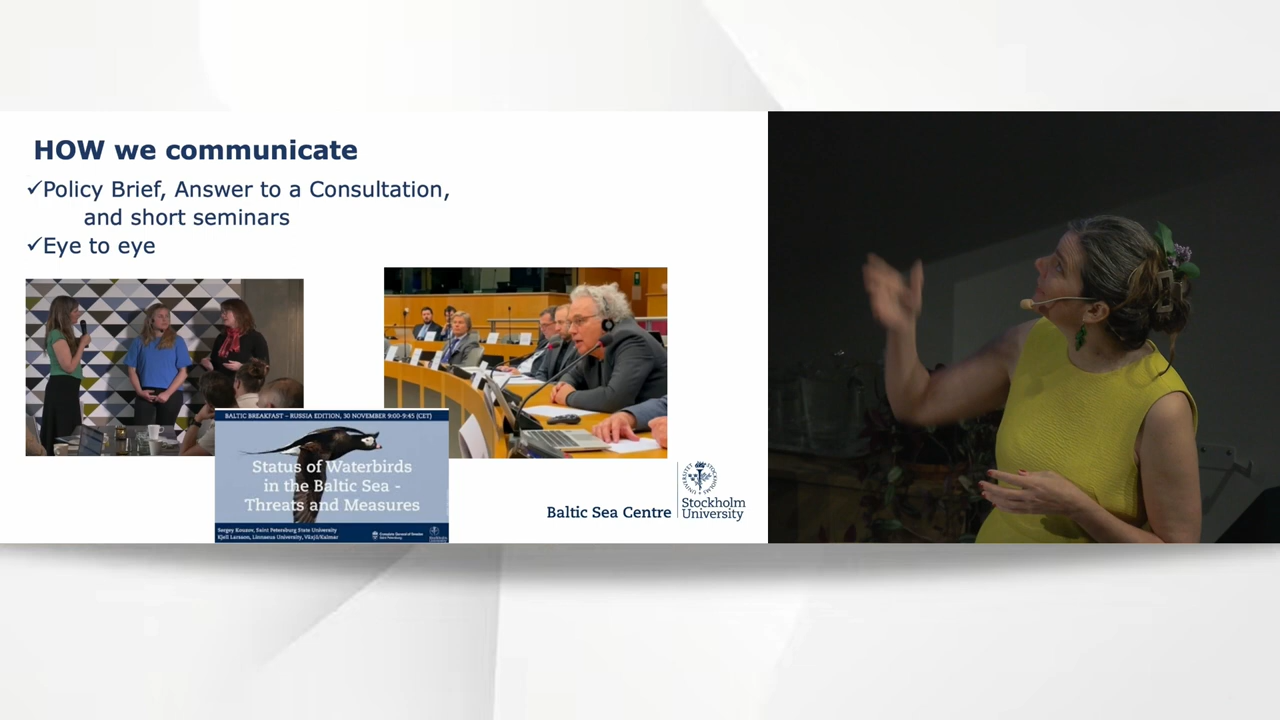 HOW we communicate
✓Policy Brief, Answer to a Consultation,
and short seminars
✓Eye to eye
BALTIC BREAKFAST – RUSSIA EDITION, 30 NOVEMBER 9:00-9:45 (CET)
Status of Waterbirds
in the Baltic Sea -
Threats and Measures
Sergey Kouzov, Saint Petersburg State University
Kjell Larsson, Linnaeus University, Växjö/Kalmar
Baltic Sea Centre
Stockholm
University